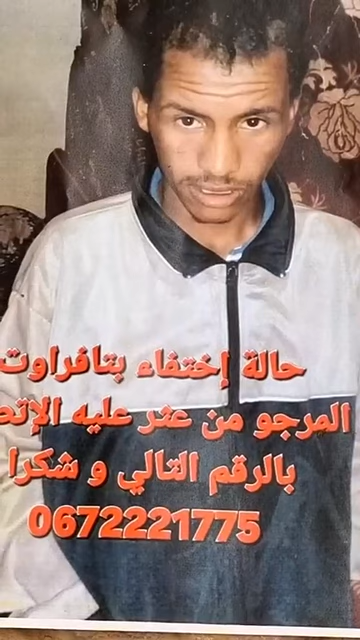 حالة إختفاء بتافراوت
المرجو من عثر عليه
بالرقم التالي و شكرا
0672221775